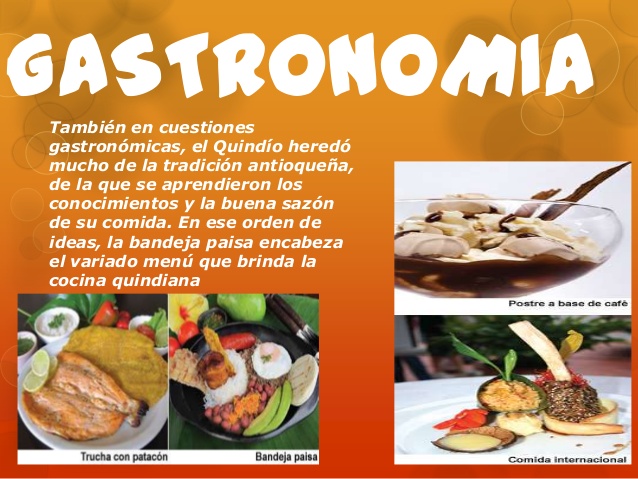 GASTRONOMIA
También en cuestiones
gastronómicas, el Quindío heredó
mucho de la tradición antioqueña,
de la que se aprendieron los
conocimientos y la buena sazón
de su comida. En ese orden de
ideas, la bandeja paisa encabeza
el variado menú que brinda la
cocina quindiana
Postre a base de café
Trucha con patacón
Bandeja paisa
Comida internacional